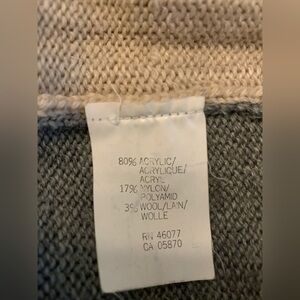 80% ACRYLIC/
ACRYLIQUE/
ACRYL
17% NYLON/
POLYAMID
3% WOOL/LAIN/
WOLLE
RN 46077
CA 05870